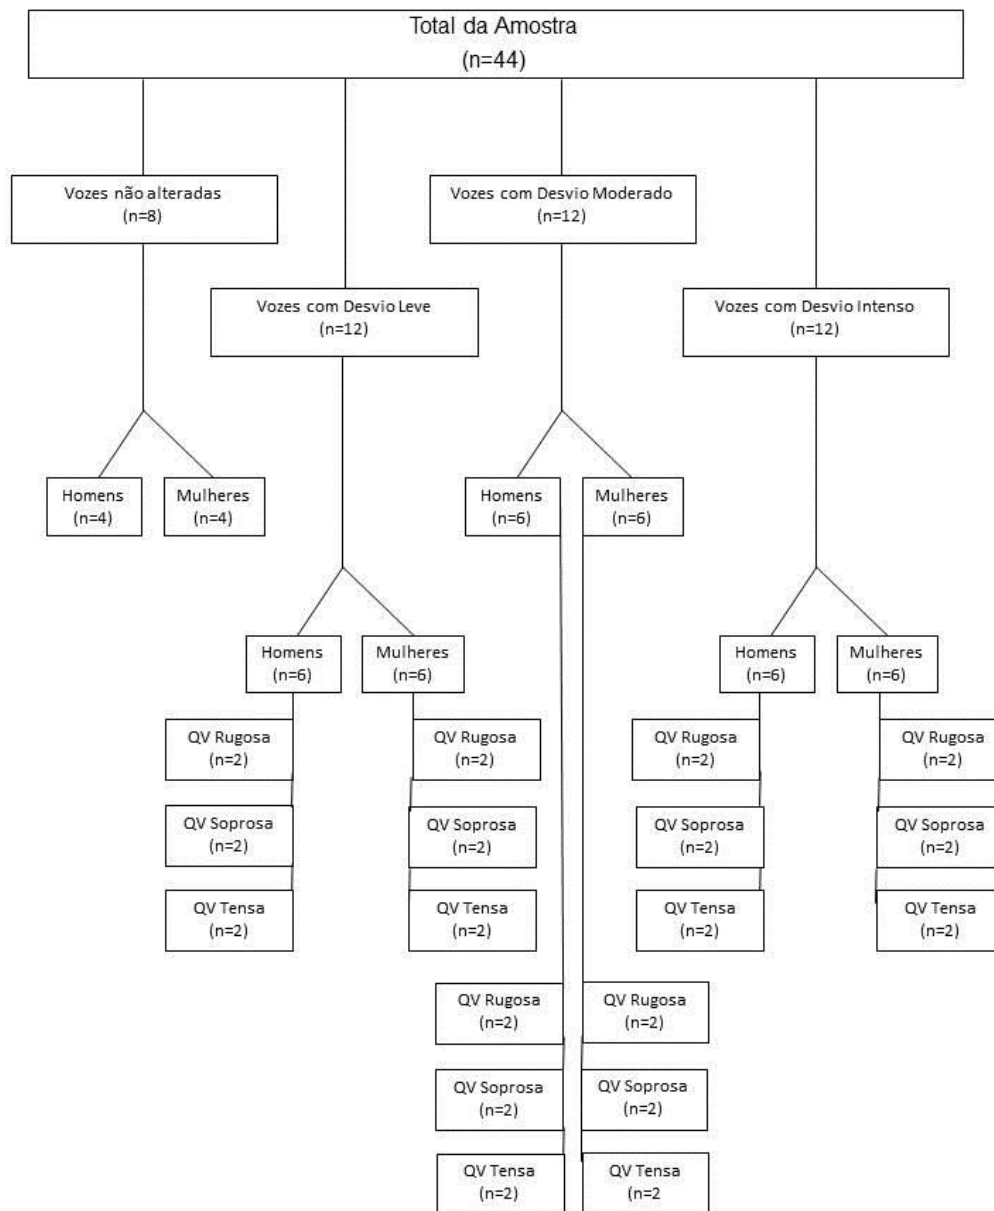 Total da Amostra
(n=44)
Vozes não alteradas
(n=8)
Vozes com Desvio Moderado
(n=12)
Vozes com Desvio Leve
(n=12)
Vozes com Desvio Intenso
(n=12)
Homens
(n=4)
Mulheres
(n=4)
Homens
(n=6)
Mulheres
(n=6)
Homens
(n=6)
Mulheres
(n=6)
Homens
(n=6)
Mulheres
(n=6)
QV Rugosa
(n=2)
QV Rugosa
(n=2)
QV Rugosa
(n=2)
QV Rugosa
(n=2)
QV Soprosa
(n=2)
QV Soprosa
(n=2)
QV Soprosa
(n=2)
QV Soprosa
(n=2)
QV Tensa
(n=2)
QV Tensa
(n=2)
QV Tensa
(n=2)
QV Tensa
(n=2)
QV Rugosa
(n=2)
QV Rugosa
(n=2)
QV Soprosa
(n=2)
QV Soprosa
(n=2)
QV Tensa
(n=2)
QV Tensa
(n=2